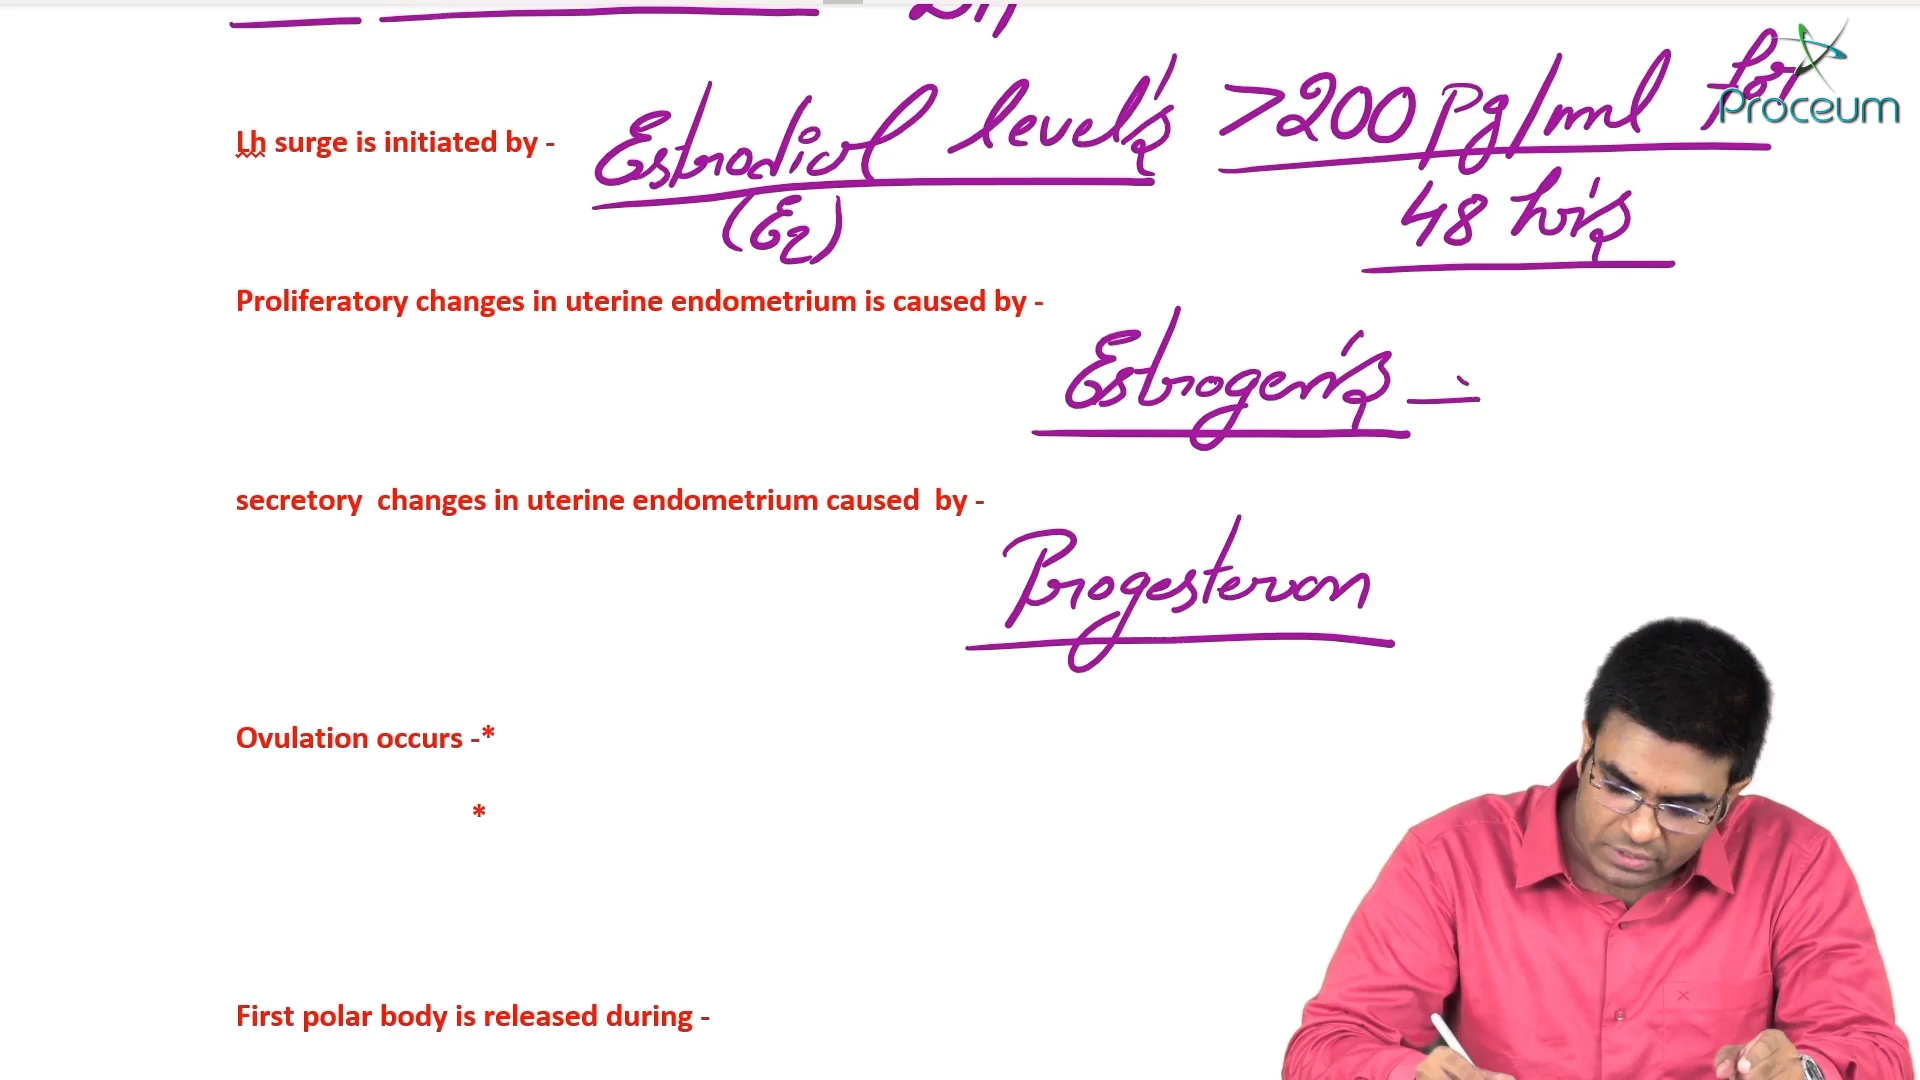 Proceum
Lh surge is initiated by - Estradiol levels >200 Pg/ml for
(E2) 48 hrs
Proliferatory changes in uterine endometrium is caused by -
Estrogens
secretory changes in uterine endometrium caused by -
Progesteron
Ovulation occurs -*
*
First polar body is released during -